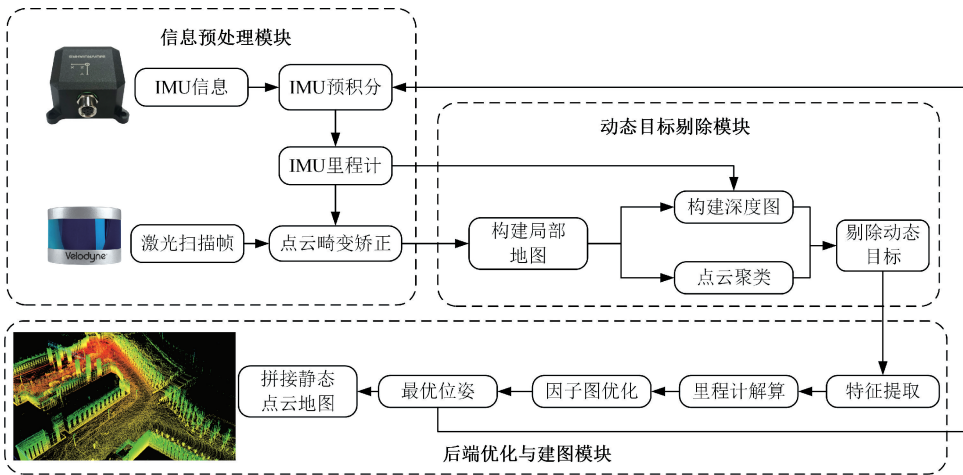 信息预处理模块
IMU信息
IMU预积分
IMU里程计
激光扫描帧
点云畸变矫正
Velodyne
动态目标剔除模块
构建局部
地图
构建深度图
点云聚类
剔除动态
目标
拼接静态
点云地图
最优位姿
因子图优化
里程计解算
特征提取
后端优化与建图模块